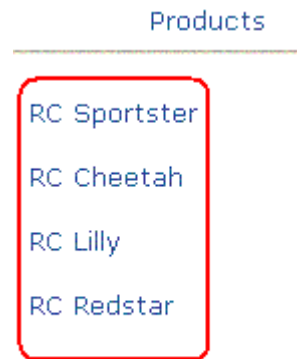 Products
RC Sportster
RC Cheetah
RC Lilly
RC Redstar